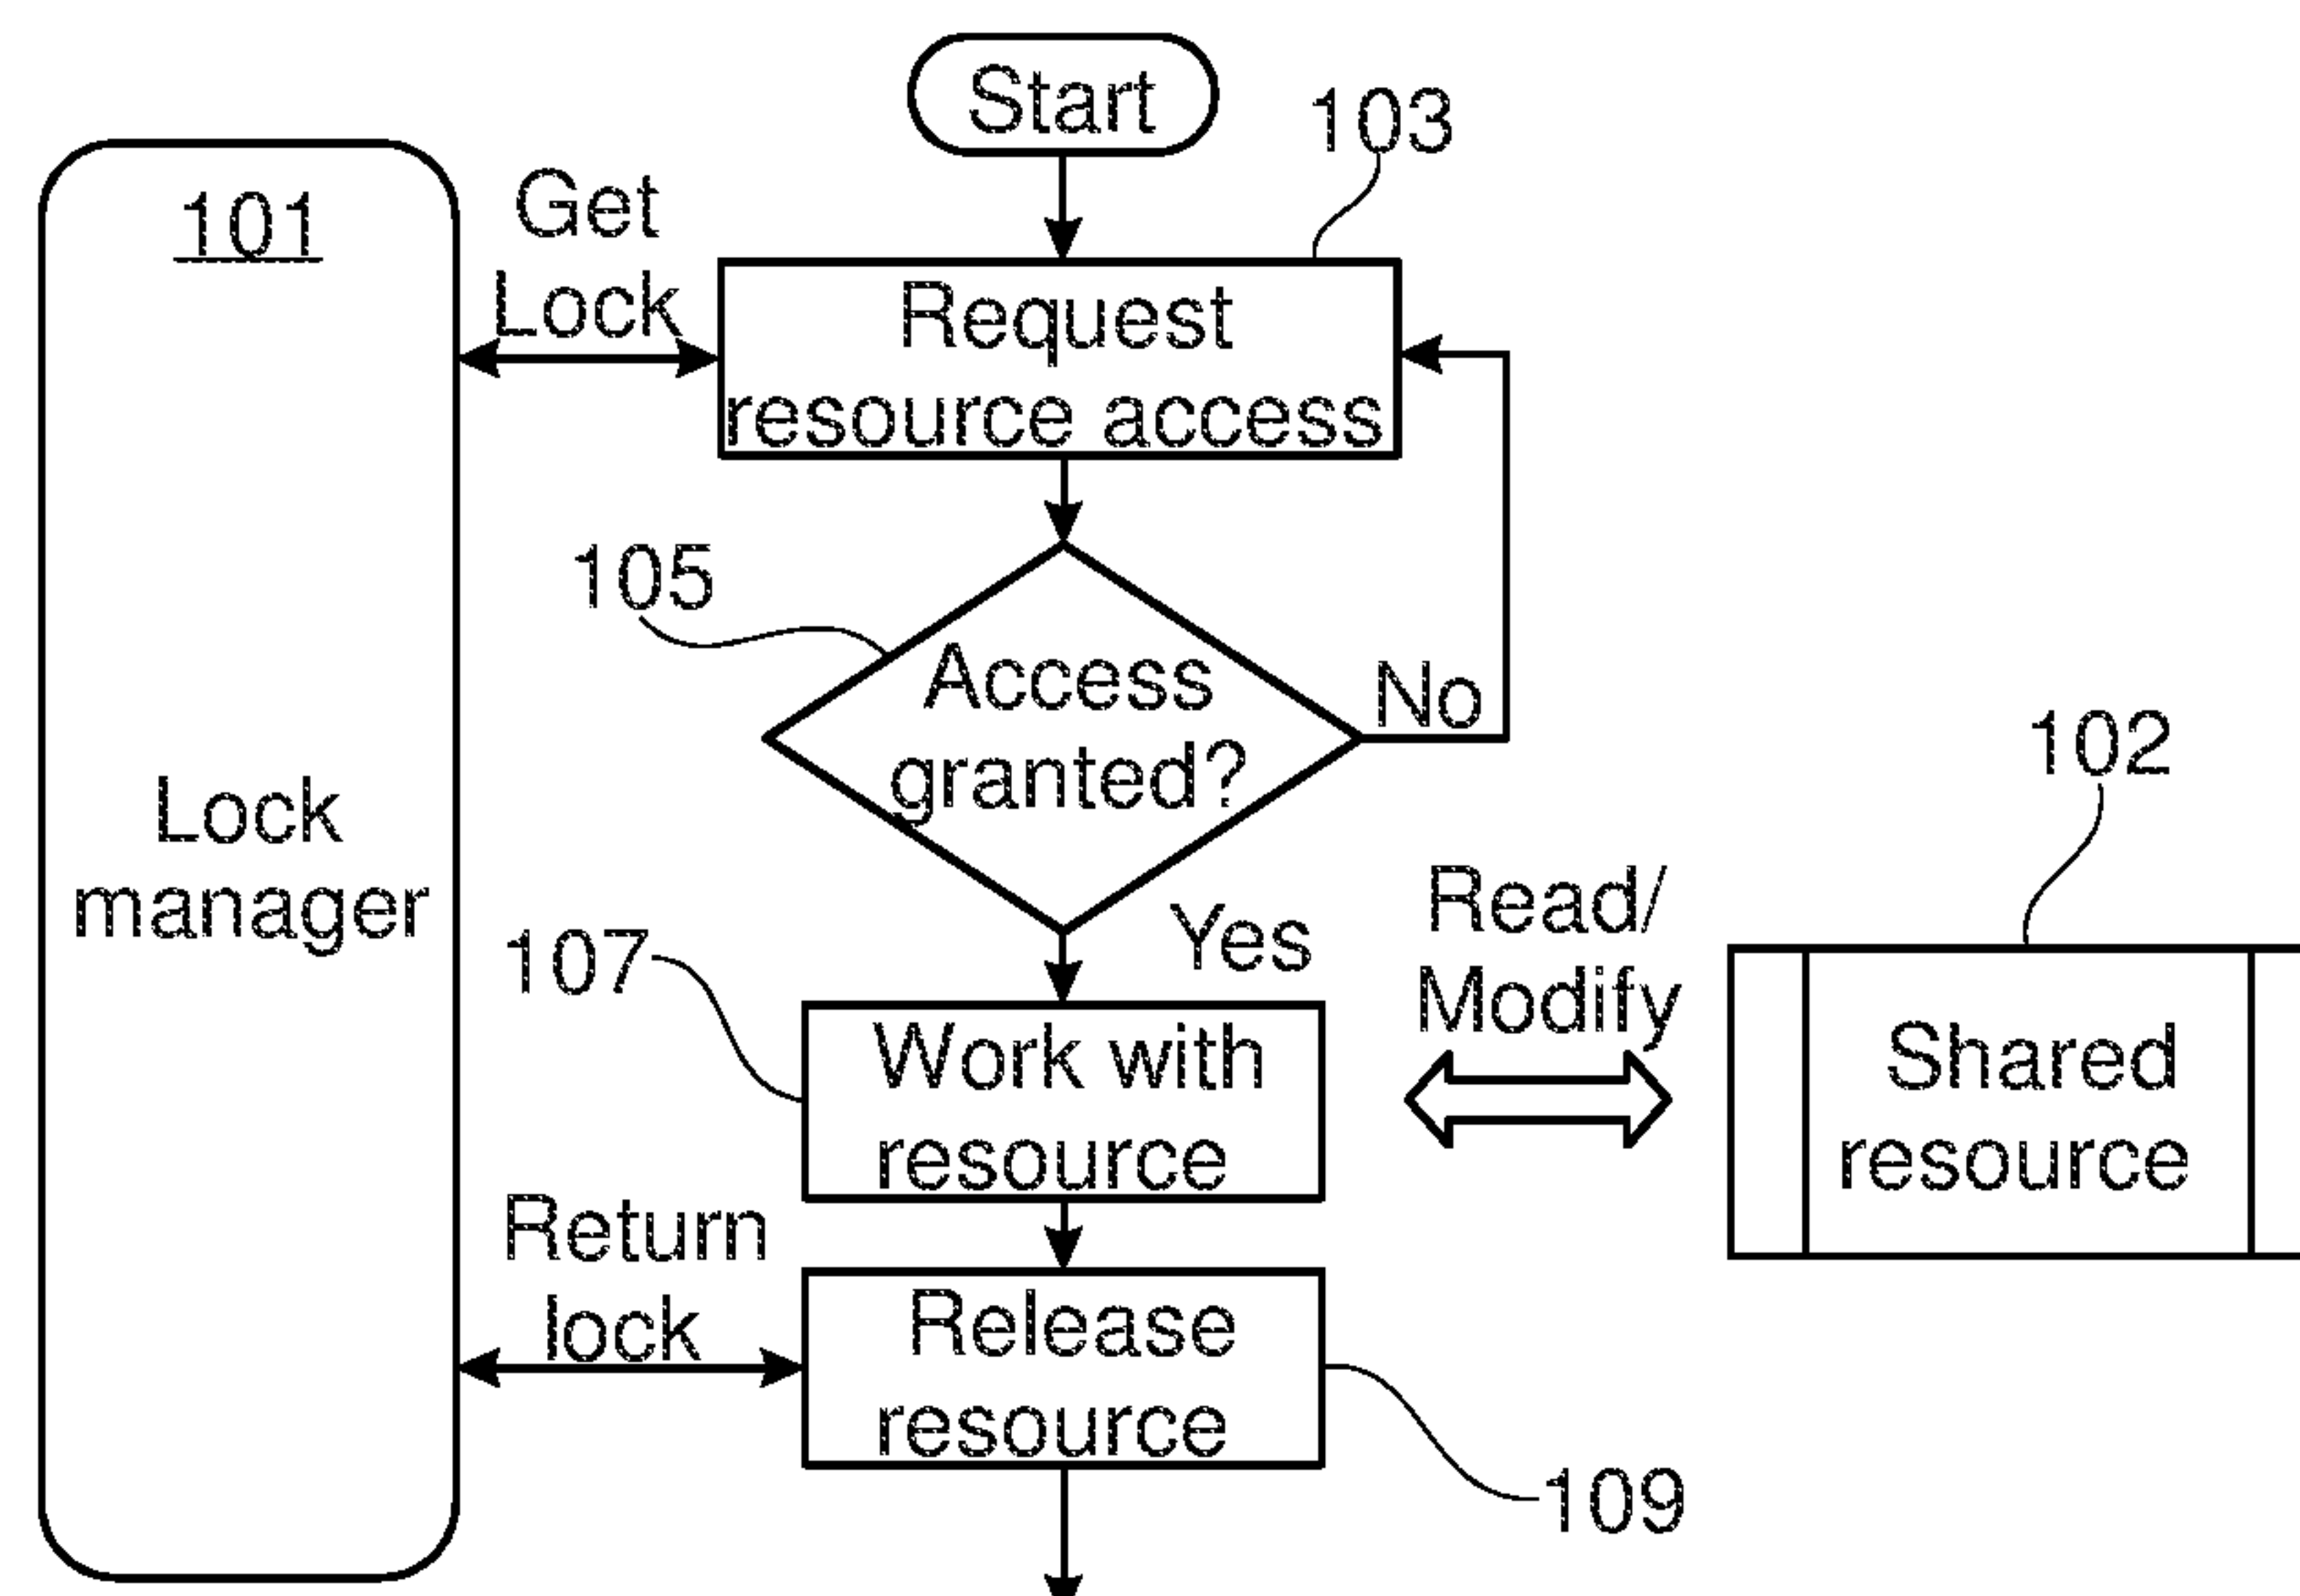 Start
103
101
Get
Lock
Request
resource access
105
Access
granted?
No
102
Lock
manager
Yes
Read/
Modify
107
Work with
resource
Shared
resource
Return
lock
Release
resource
109